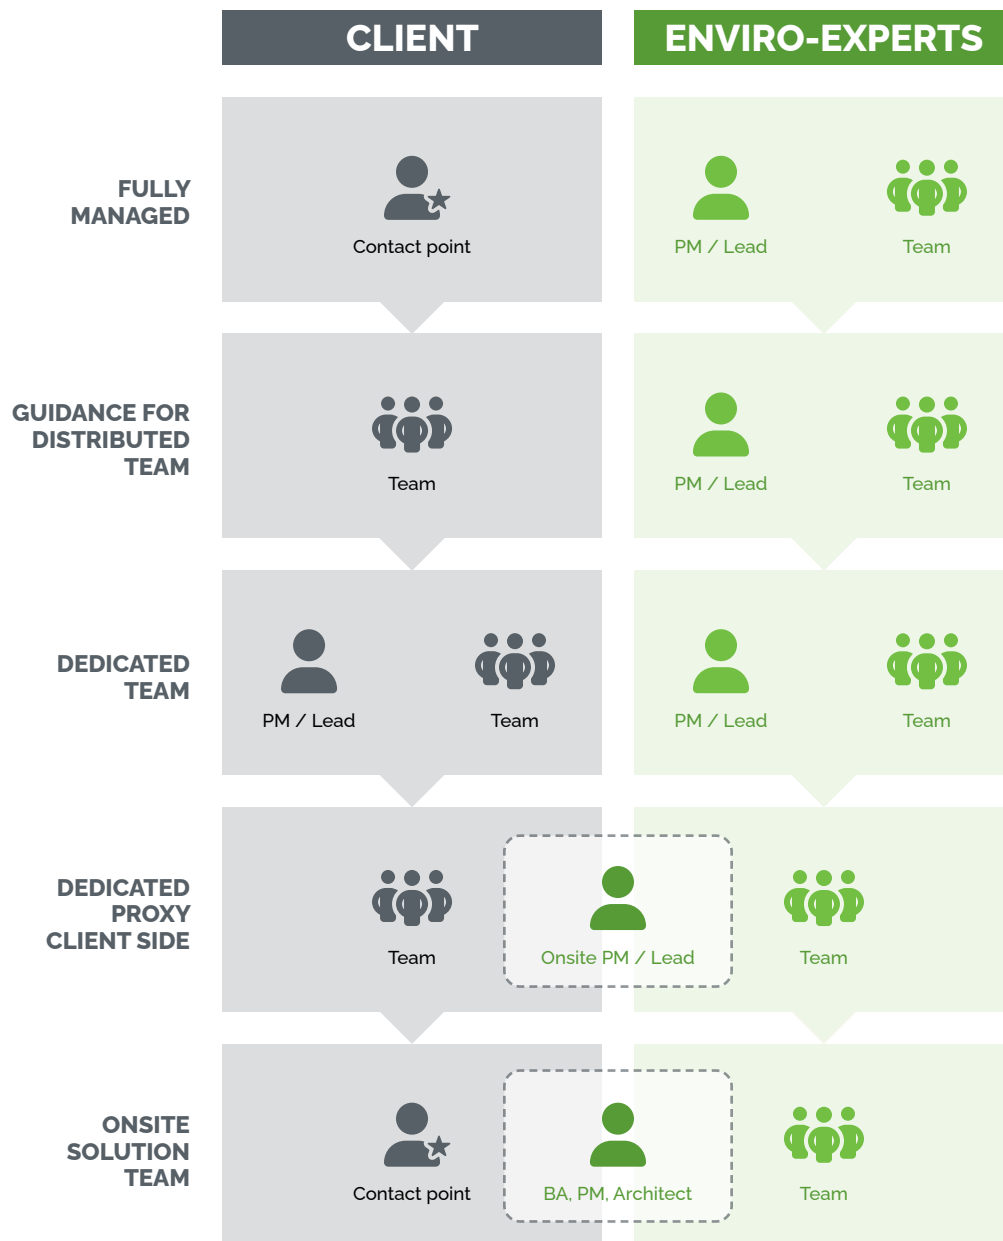 CLIENT
ENVIRO-EXPERTS
FULLY
MANAGED
Contact point
PM / Lead
Team
GUIDANCE FOR
DISTRIBUTED
TEAM
Team
PM / Lead
Team
DEDICATED
TEAM
PM / Lead
Team
PM / Lead
Team
DEDICATED
PROXY
CLIENT SIDE
Team
Onsite PM / Lead
Team
ONSITE
SOLUTION
TEAM
Contact point
BA, PM, Architect
Team